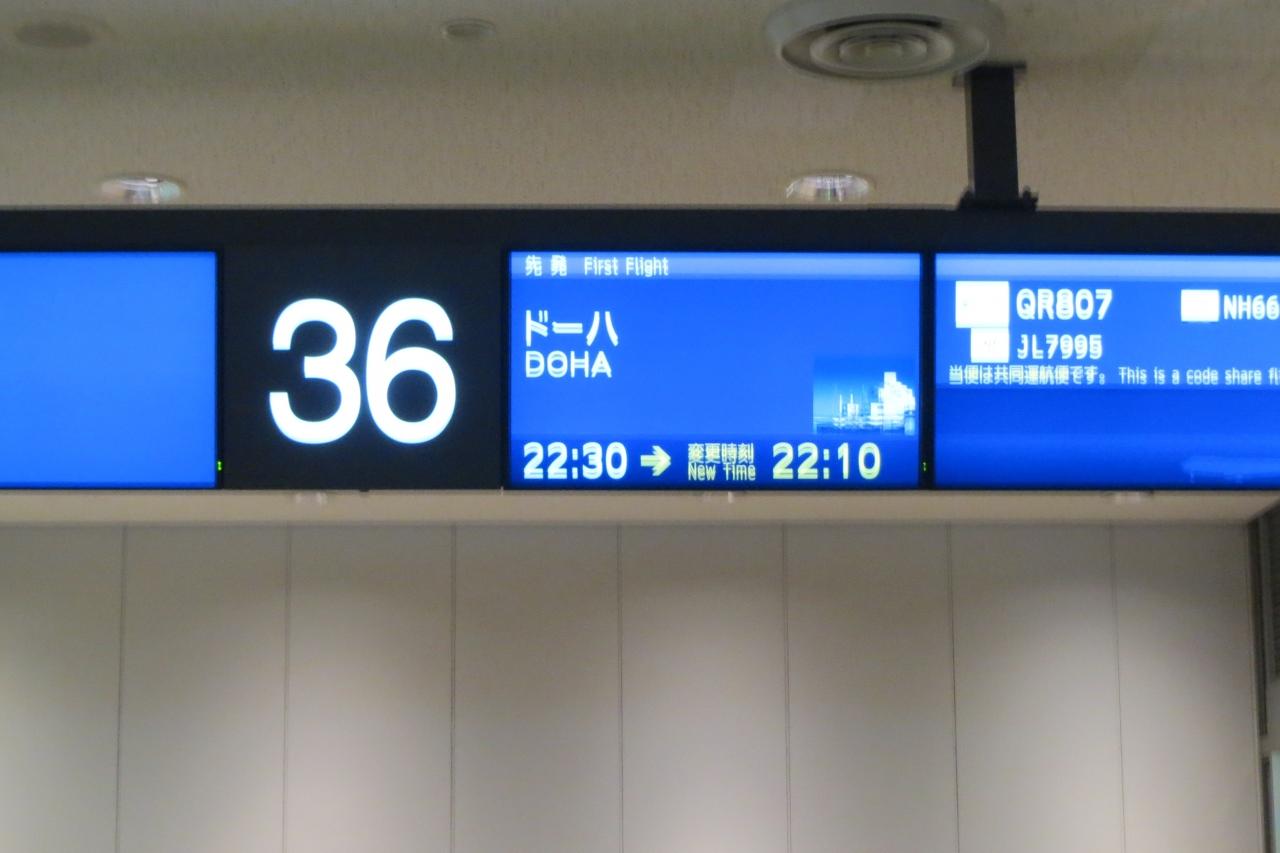 36
先発 First Flight
ドーハ
DOHA
22:30 → 変更時刻 New Time 22:10
QR807 NH66
JL7995
当便は共同運航便です。 This is a code share fl